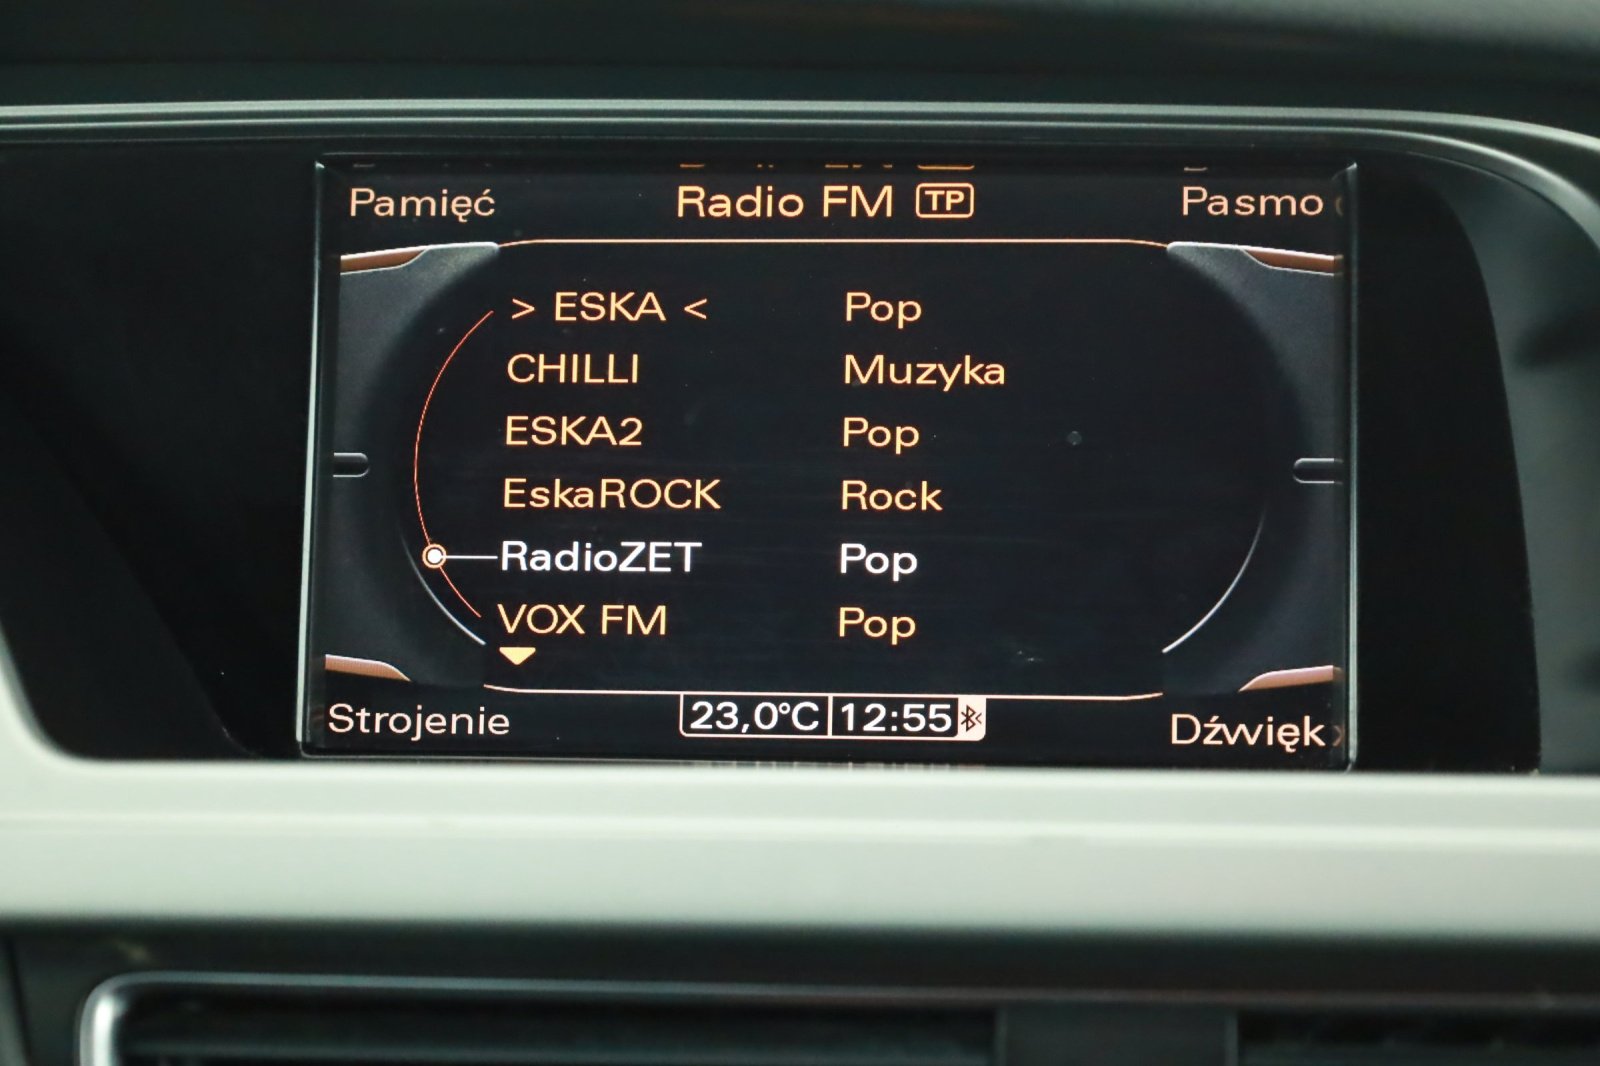 Pamięć Radio FM TP Pasmo
> ESKA < Pop
CHILLI Muzyka
ESKA2 Pop
EskaROCK Rock
RadioZET Pop
VOX FM Pop
Strojenie 23,0°C 12:55 Dźwięk